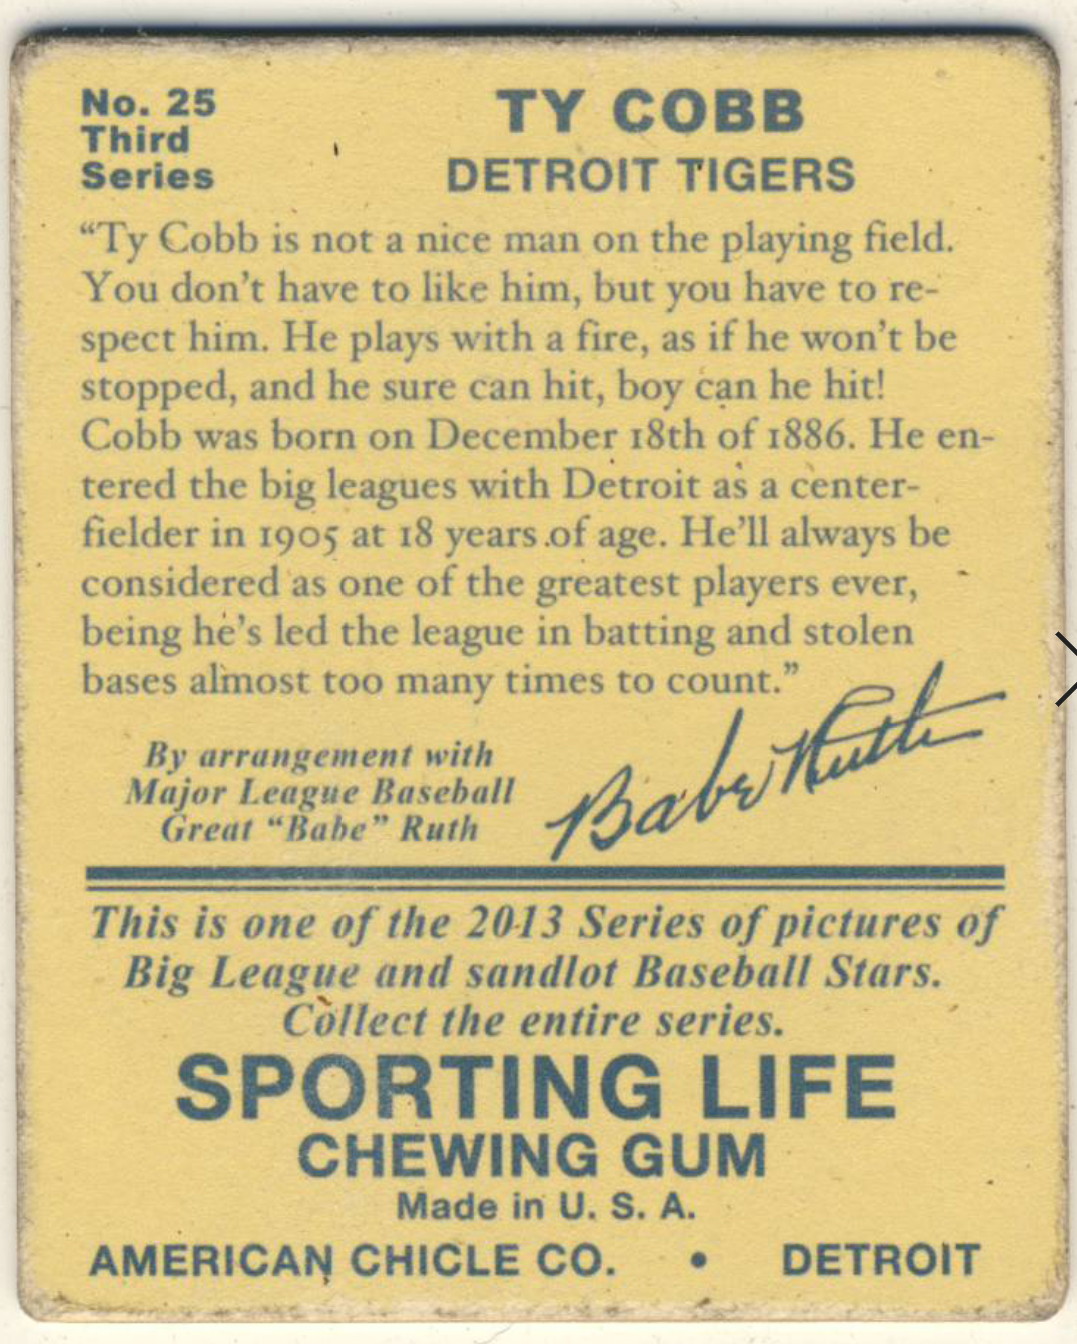 No. 25
Third
Series
TY COBB
DETROIT TIGERS
“Ty Cobb is not a nice man on the playing field.
You don’t have to like him, but you have to re-
spect him. He plays with a fire, as if he won’t be
stopped, and he sure can hit, boy can he hit!
Cobb was born on December 18th of 1886. He en-
tered the big leagues with Detroit as a center-
fielder in 1905 at 18 years of age. He’ll always be
considered as one of the greatest players ever,
being he’s led the league in batting and stolen
bases almost too many times to count.”
By arrangement with
Major League Baseball
Great “Babe” Ruth
Babe Ruth
This is one of the 2013 Series of pictures of
Big League and sandlot Baseball Stars.
Collect the entire series.
SPORTING LIFE
CHEWING GUM
Made in U. S. A.
AMERICAN CHICLE CO. • DETROIT